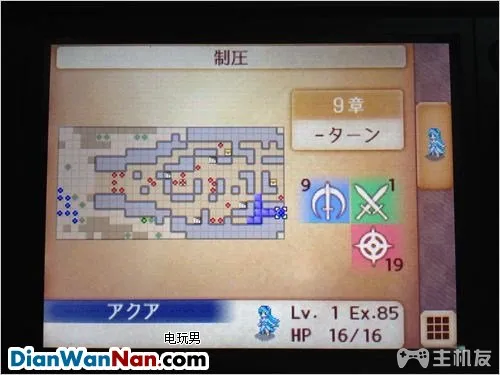 制圧
9章
-ターン
9
1
19
アクア
Lv. 1 Ex.85
HP 16/16
电玩男
DianWanNan.com
主机友